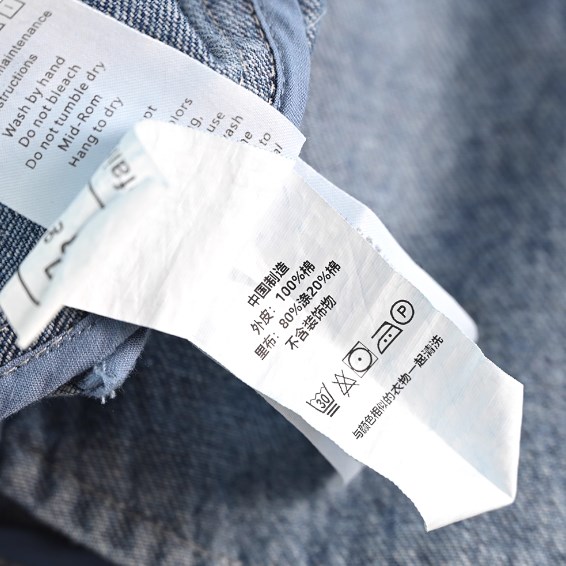 maintenance
Wash by hand
Do not bleach
Do not tumble dry
Mid-Rom
Hang to dry
中国制造
外皮：100%棉
里布：80%涤20%棉
不含装饰物
30
P
与颜色相似的衣物一起清洗